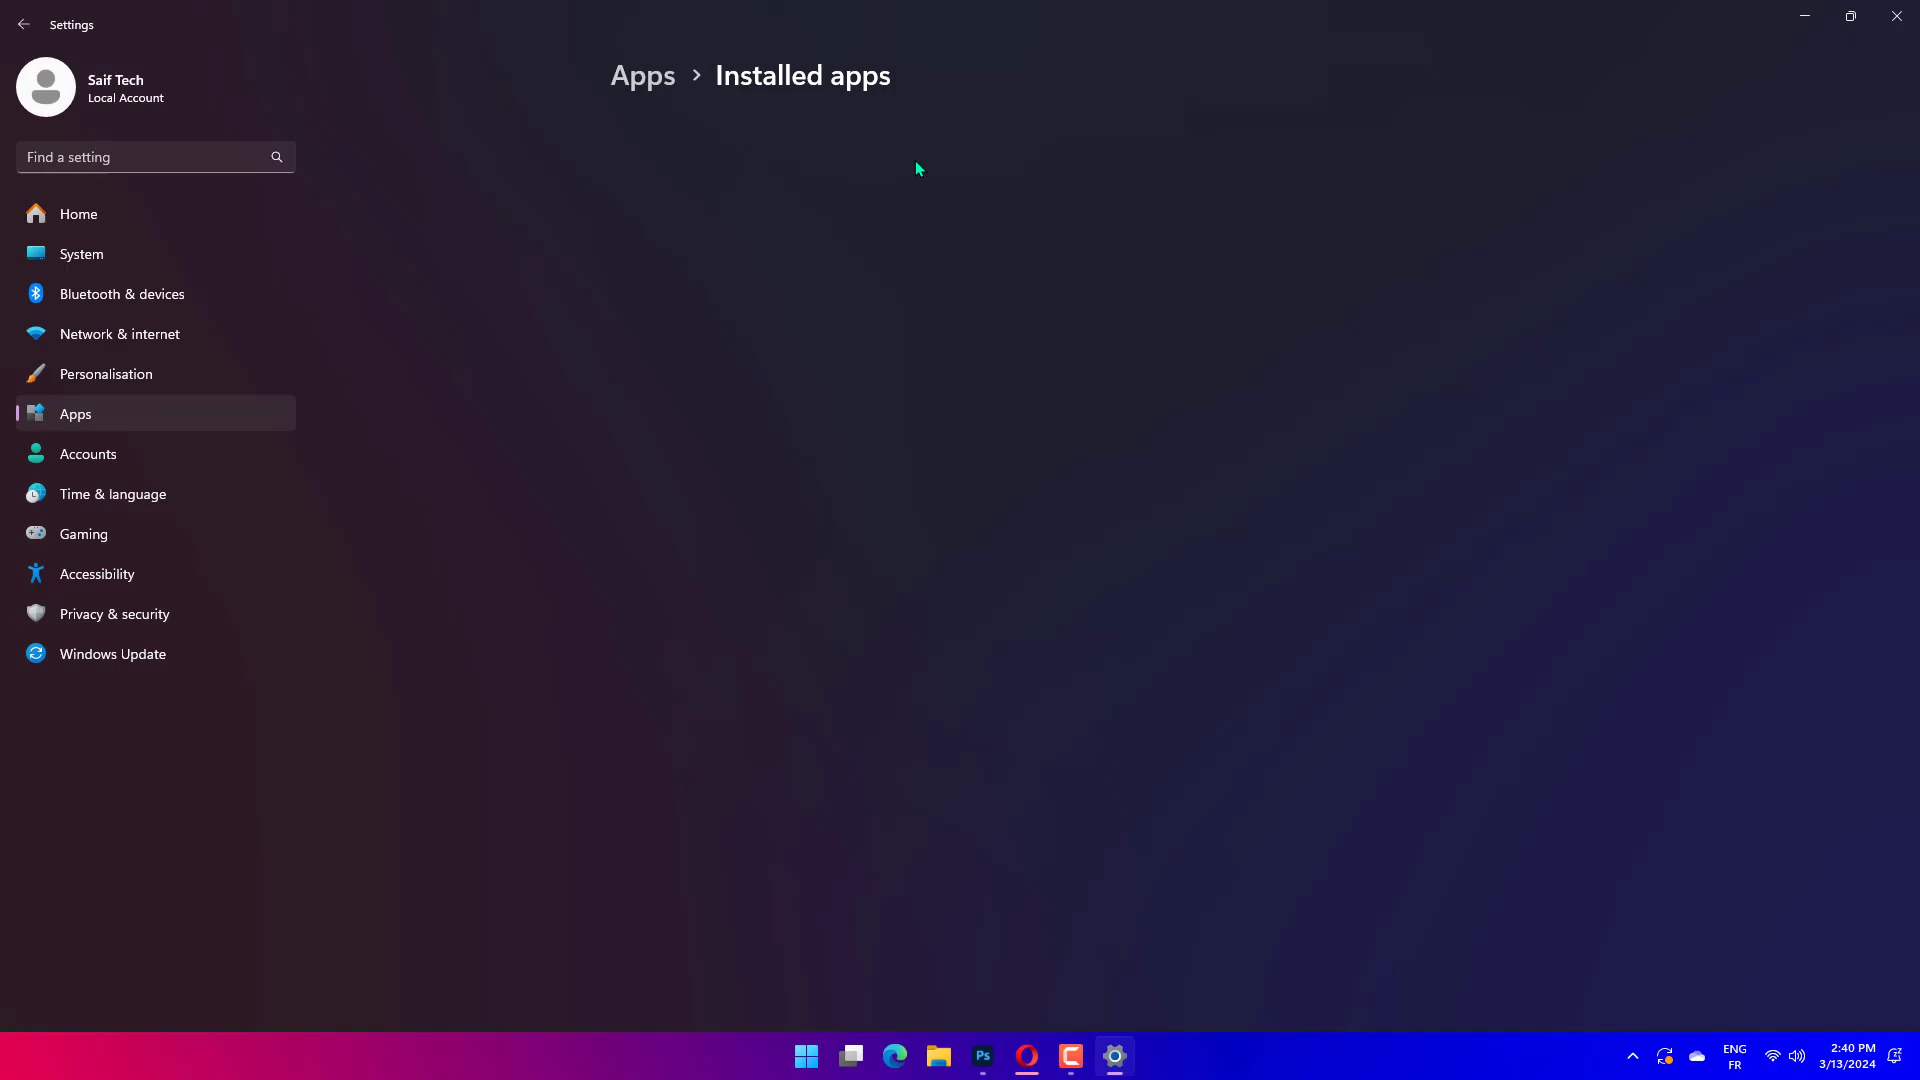 Settings
Saif Tech
Local Account
Find a setting
Home
System
Bluetooth & devices
Network & internet
Personalisation
Apps
Accounts
Time & language
Gaming
Accessibility
Privacy & security
Windows Update
Apps > Installed apps
Ps
ENG
FR
2:40 PM
3/13/2024